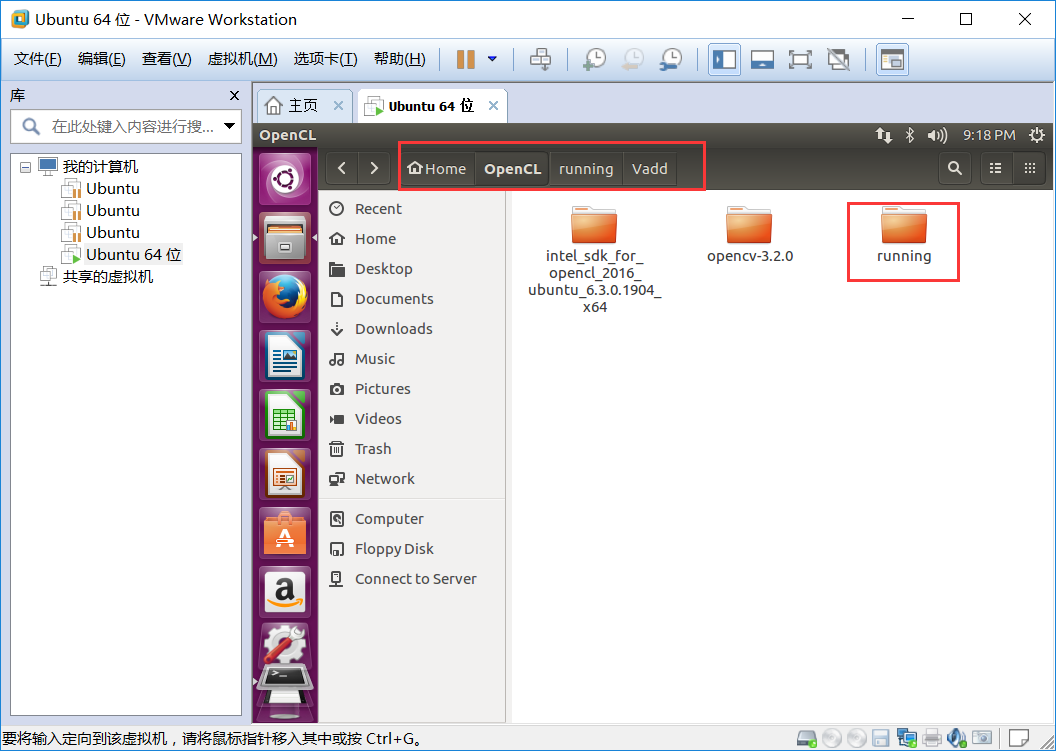 Ubuntu 64 位 - VMware Workstation
文件(F) 编辑(E) 查看(V) 虚拟机(M) 选项卡(T) 帮助(H)
库
在此处键入内容进行搜...
我的计算机
Ubuntu
Ubuntu
Ubuntu
Ubuntu 64 位
共享的虚拟机
主页 Ubuntu 64 位
OpenCL 9:18 PM
Home OpenCL running Vadd
Recent
Home
Desktop
Documents
Downloads
Music
Pictures
Videos
Trash
Network
Computer
Floppy Disk
Connect to Server
intel_sdk_for_
opencl_2016_
ubuntu_6.3.0.1904_
x64
opencv-3.2.0
running
要将输入定向到该虚拟机，请将鼠标指针移入其中或按 Ctrl+G。